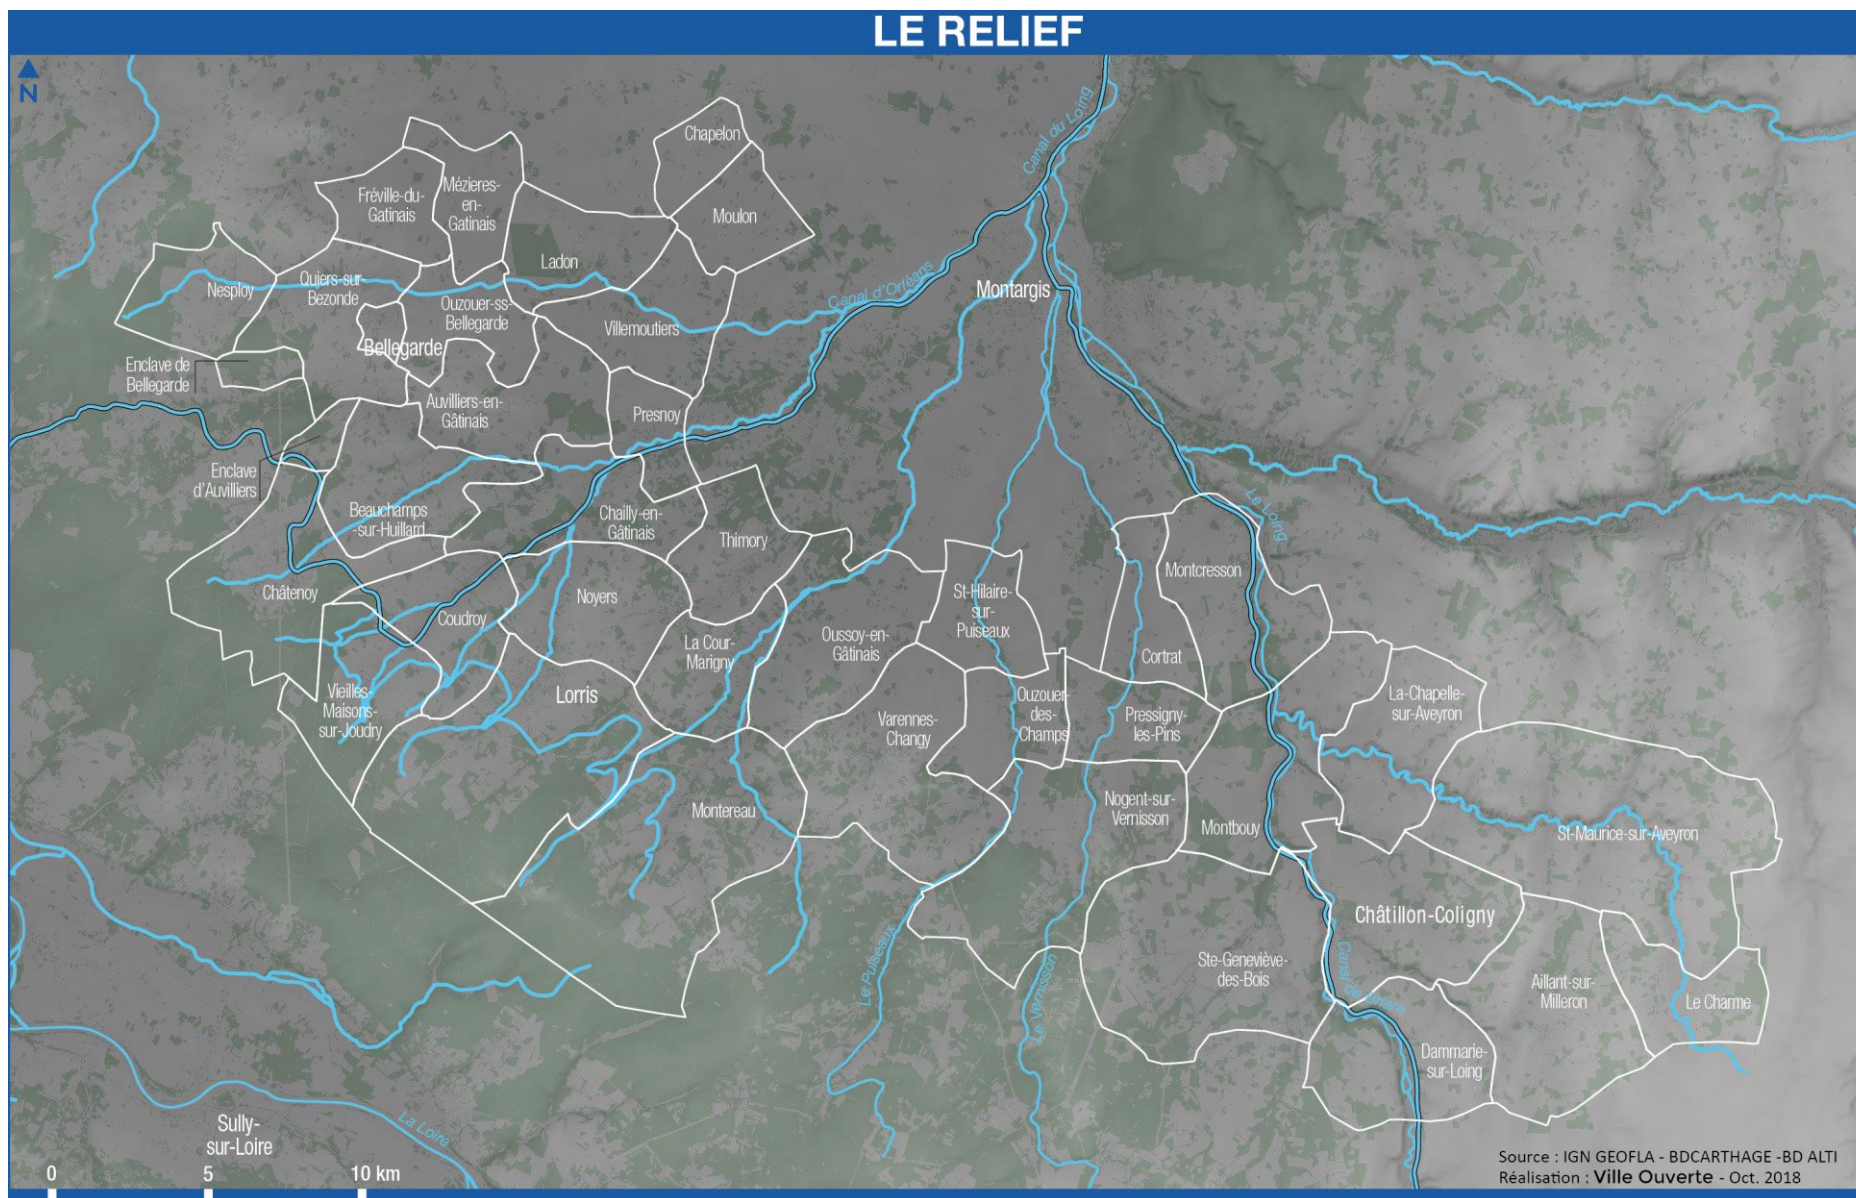 LE RELIEF
N
Canal du Loing
Chapelon
Fréville-du-
Gatinais
Mézieres-
en-
Gatinais
Moulon
Ladon
Nesploy
Quiers-sur-
Bezonde
Ouzouer-ss-
Bellegarde
Canal d'Orléans
Montargis
Villemoutiers
Bellegarde
Enclave de
Bellegarde
Auvilliers-en-
Gâtinais
Presnoy
Enclave
d'Auvilliers
Beauchamps
-sur-Huillard
Chailly-en-
Gâtinais
Thimory
Le Loing
Montcresson
Châtenoy
Coudroy
Noyers
St-Hilaire-
sur-
Puiseaux
La Cour-
Marigny
Oussoy-en-
Gâtinais
Cortrat
Vieilles-
Maisons-
sur-Joudry
Lorris
Ouzouer-
des-
Champs
Varennes-
Changy
Pressigny-
les-Pins
La-Chapelle-
sur-Aveyron
Montereau
Nogent-sur-
Vernisson
Montbouy
St-Maurice-sur-Aveyron
Châtillon-Coligny
Le Puiseaux
Le Vernisson
Ste-Geneviève-
des-Bois
Canal de Briare
Aillant-sur-
Milleron
Le Charme
Dammarie-
sur-Loing
Sully-
sur-Loire
La Loire
0 5 10 km
Source : IGN GEOFLA - BDCARTHAGE -BD ALTI
Réalisation : Ville Ouverte - Oct. 2018